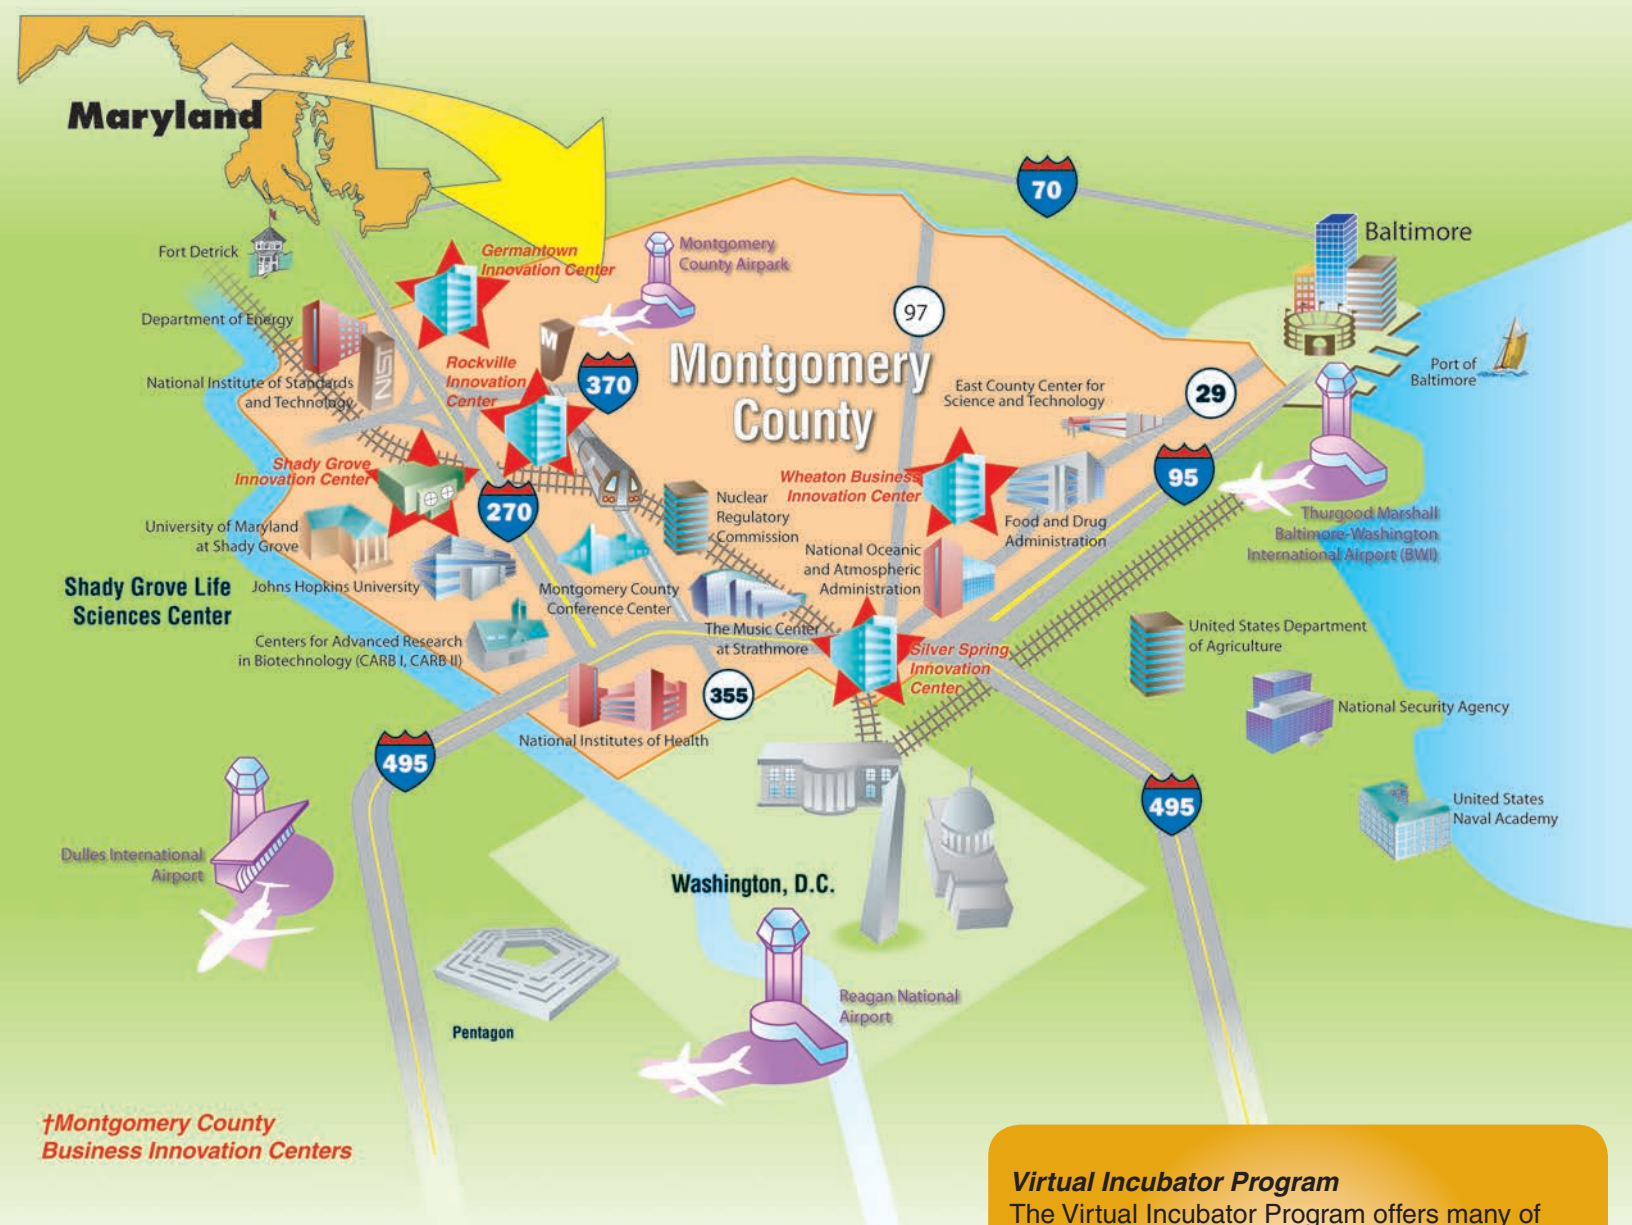 Maryland
70
Baltimore
Fort Detrick
Germantown
Innovation Center
Montgomery
County Airpark
Department of Energy
97
M
NIST
Rockville
Innovation
Center
370
Montgomery
County
Port of
Baltimore
National Institute of Standards
and Technology
East County Center for
Science and Technology
29
Shady Grove
Innovation Center
Wheaton Business
Innovation Center
95
270
Nuclear
Regulatory
Commission
Thurgood Marshall
Baltimore-Washington
International Airport (BWI)
University of Maryland
at Shady Grove
Food and Drug
Administration
National Oceanic
and Atmospheric
Administration
Shady Grove Life
Sciences Center
Johns Hopkins University
Montgomery County
Conference Center
The Music Center
at Strathmore
United States Department
of Agriculture
Centers for Advanced Research
in Biotechnology (CARB I, CARB II)
Silver Spring
Innovation
Center
355
National Security Agency
National Institutes of Health
495
495
United States
Naval Academy
Dulles International
Airport
Washington, D.C.
Reagan National
Airport
Pentagon
†Montgomery County
Business Innovation Centers
Virtual Incubator Program
The Virtual Incubator Program offers many of